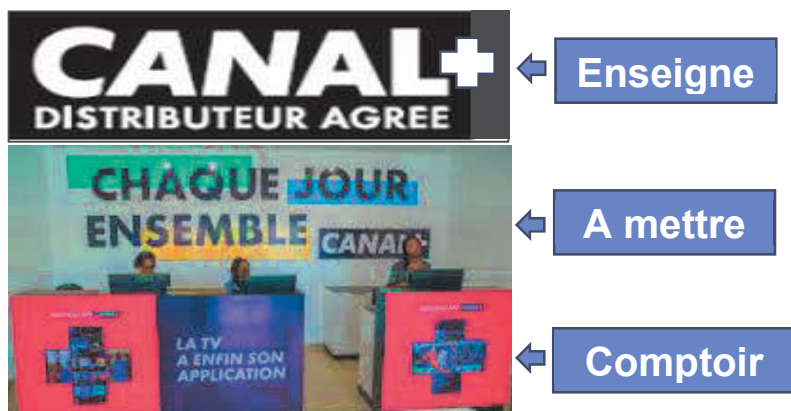 CANAL+
DISTRIBUTEUR AGREE
Enseigne
CHAQUE JOUR
ENSEMBLE CANAL+
A mettre
LA TV
A ENFIN SON
APPLICATION
Comptoir